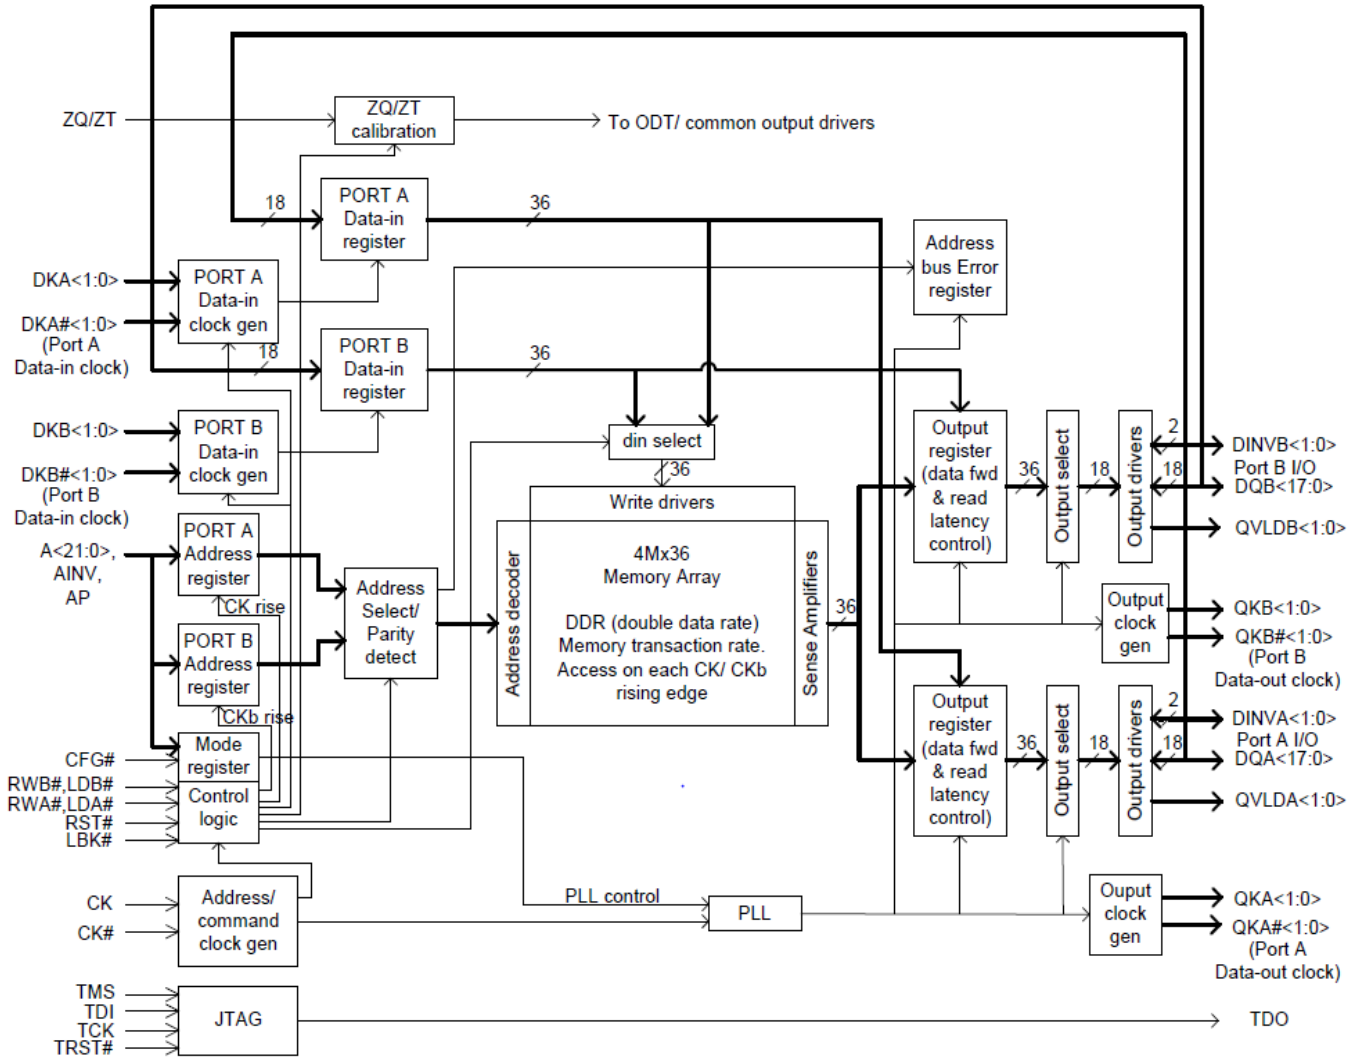 ZQ/ZT
ZQ/ZT
calibration
To ODT/ common output drivers
18
PORT A
Data-in
register
36
Address
bus Error
register
DKA<1:0>
DKA#<1:0>
(Port A
Data-in clock)
PORT A
Data-in
clock gen
18
PORT B
Data-in
register
36
DKB<1:0>
DKB#<1:0>
(Port B
Data-in clock)
PORT B
Data-in
clock gen
din select
36
Write drivers
Output
register
(data fwd
& read
latency
control)
36
Output select
18
Output drivers
2
18
DINVB<1:0>
Port B I/O
DQB<17:0>
QVLDB<1:0>
A<21:0>,
AINV,
AP
PORT A
Address
register
CK rise
PORT B
Address
register
CKb rise
Address
Select/
Parity
detect
Address decoder
4Mx36
Memory Array
DDR (double data rate)
Memory transaction rate.
Access on each CK/ CKb
rising edge
Sense Amplifiers
36
Output
clock
gen
QKB<1:0>
QKB#<1:0>
(Port B
Data-out clock)
Output
register
(data fwd
& read
latency
control)
36
Output select
18
Output drivers
2
18
DINVA<1:0>
Port A I/O
DQA<17:0>
QVLDA<1:0>
CFG#
RWB#,LDB#
RWA#,LDA#
RST#
LBK#
Mode
register
Control
logic
CK
CK#
Address/
command
clock gen
PLL control
PLL
Ouput
clock
gen
QKA<1:0>
QKA#<1:0>
(Port A
Data-out clock)
TMS
TDI
TCK
TRST#
JTAG
TDO